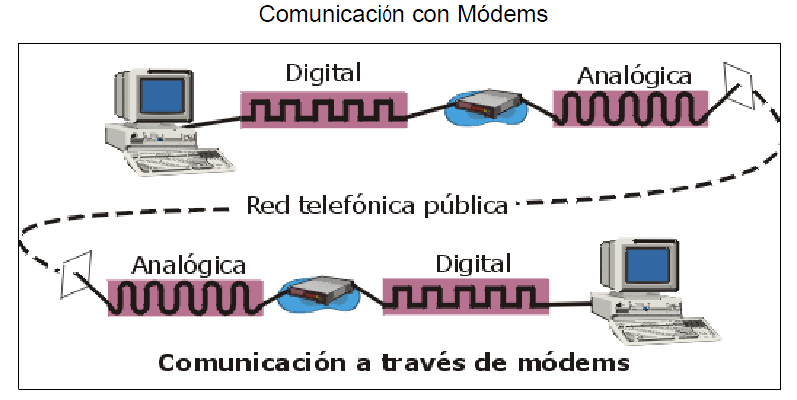 Comunicación con Módems
Digital
Analógica
Red telefónica pública
Analógica
Digital
Comunicación a través de módems